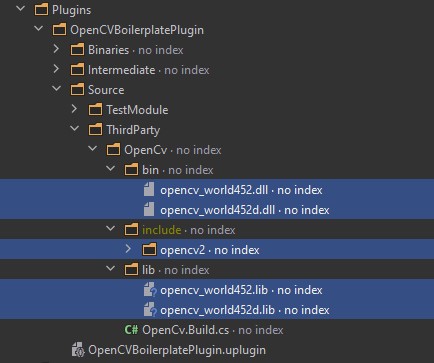 Plugins
OpenCVBoilerplatePlugin
Binaries · no index
Intermediate · no index
Source
TestModule
ThirdParty
OpenCv · no index
bin · no index
opencv_world452.dll · no index
opencv_world452d.dll · no index
include · no index
opencv2 · no index
lib · no index
opencv_world452.lib · no index
opencv_world452d.lib · no index
C# OpenCv.Build.cs · no index
OpenCVBoilerplatePlugin.uplugin